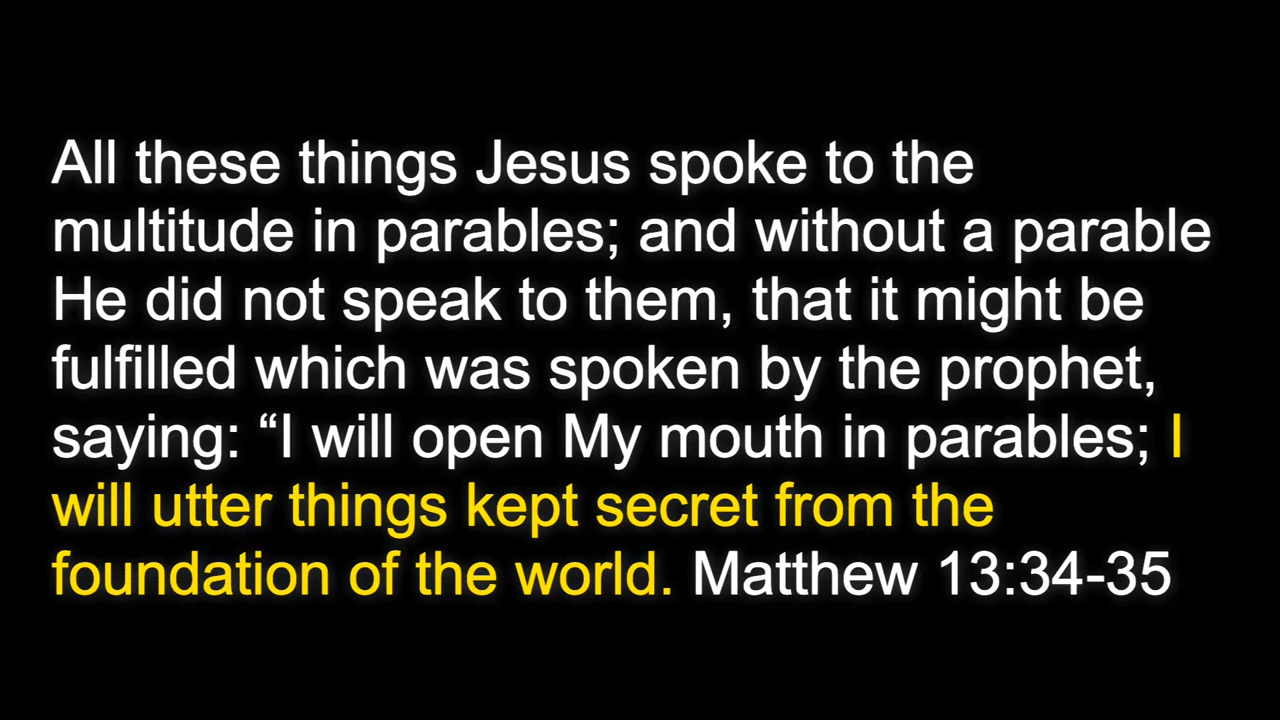 All these things Jesus spoke to the
multitude in parables; and without a parable
He did not speak to them, that it might be
fulfilled which was spoken by the prophet,
saying: “I will open My mouth in parables; I
will utter things kept secret from the
foundation of the world. Matthew 13:34-35